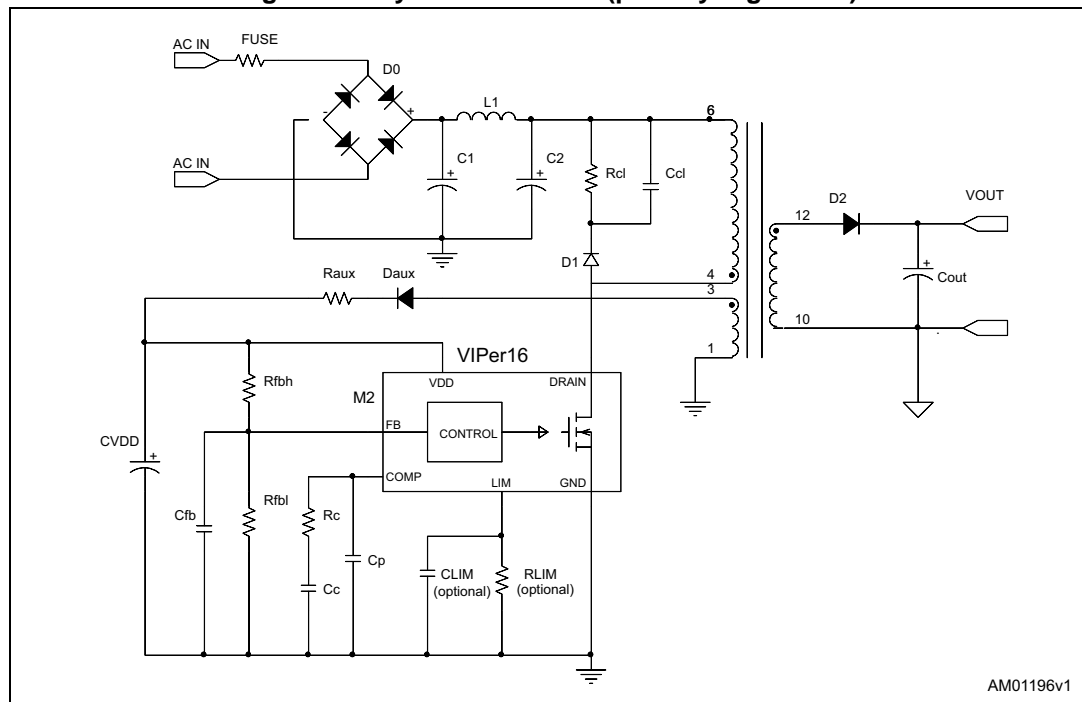 AC IN
FUSE
D0
-
+
L1
6
AC IN
C1
+
C2
+
Rcl
Ccl
D2
VOUT
12
D1
+
Cout
Raux
Daux
4
3
10
1
VIPer16
Rfbh
M2
VDD
DRAIN
FB
CONTROL
CVDD
+
COMP
LIM
GND
Cfb
Rfbl
Rc
Cp
CLIM
(optional)
RLIM
(optional)
Cc
AM01196v1